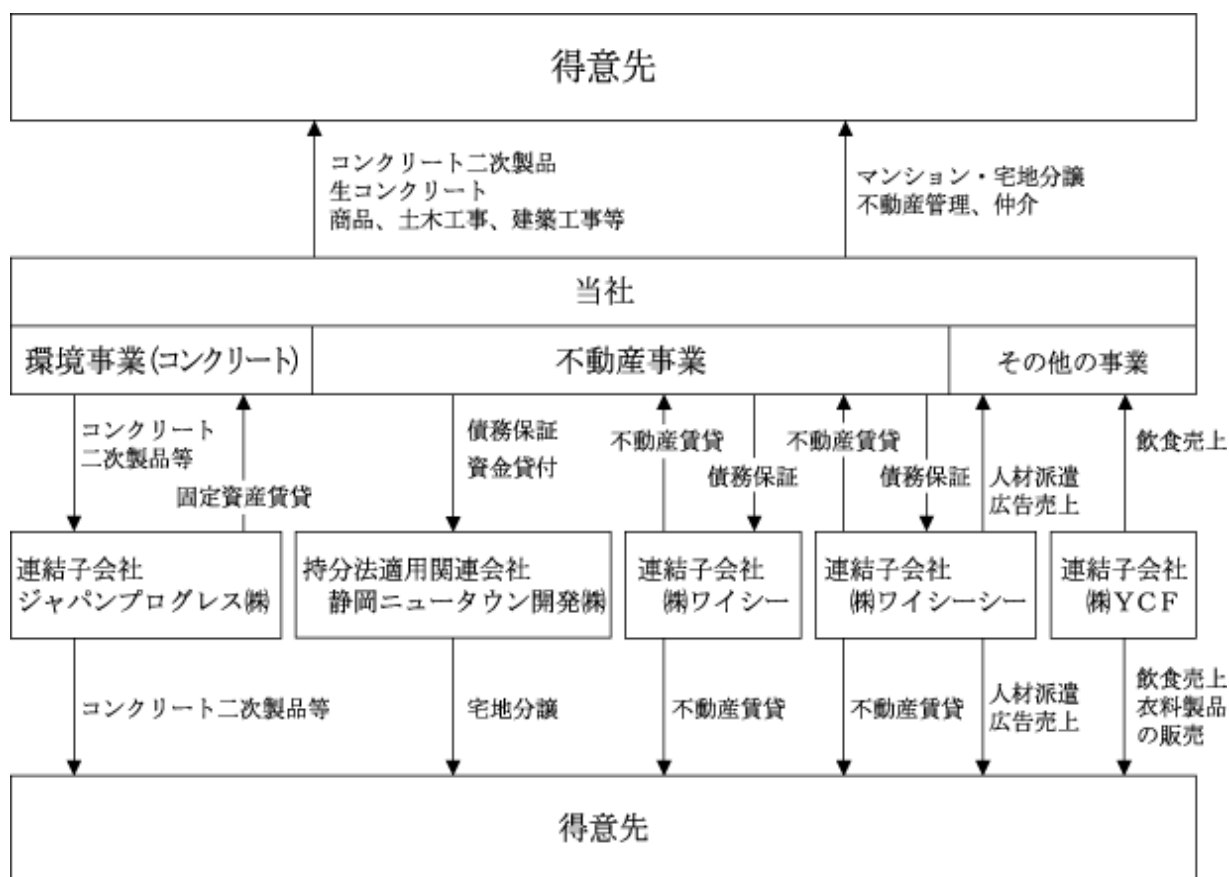 得意先
コンクリート二次製品
生コンクリート
商品、土木工事、建築工事等
マンション・宅地分譲
不動産管理、仲介
当社
環境事業(コンクリート)
不動産事業
その他の事業
コンクリート
二次製品等
固定資産賃貸
債務保証
資金貸付
不動産賃貸
債務保証
不動産賃貸
債務保証
人材派遣
広告売上
飲食売上
連結子会社
ジャパンプログレス㈱
持分法適用関連会社
静岡ニュータウン開発㈱
連結子会社
㈱ワイシー
連結子会社
㈱ワイシーシー
連結子会社
㈱YCF
コンクリート二次製品等
宅地分譲
不動産賃貸
不動産賃貸
人材派遣
広告売上
飲食売上
衣料製品
の販売
得意先